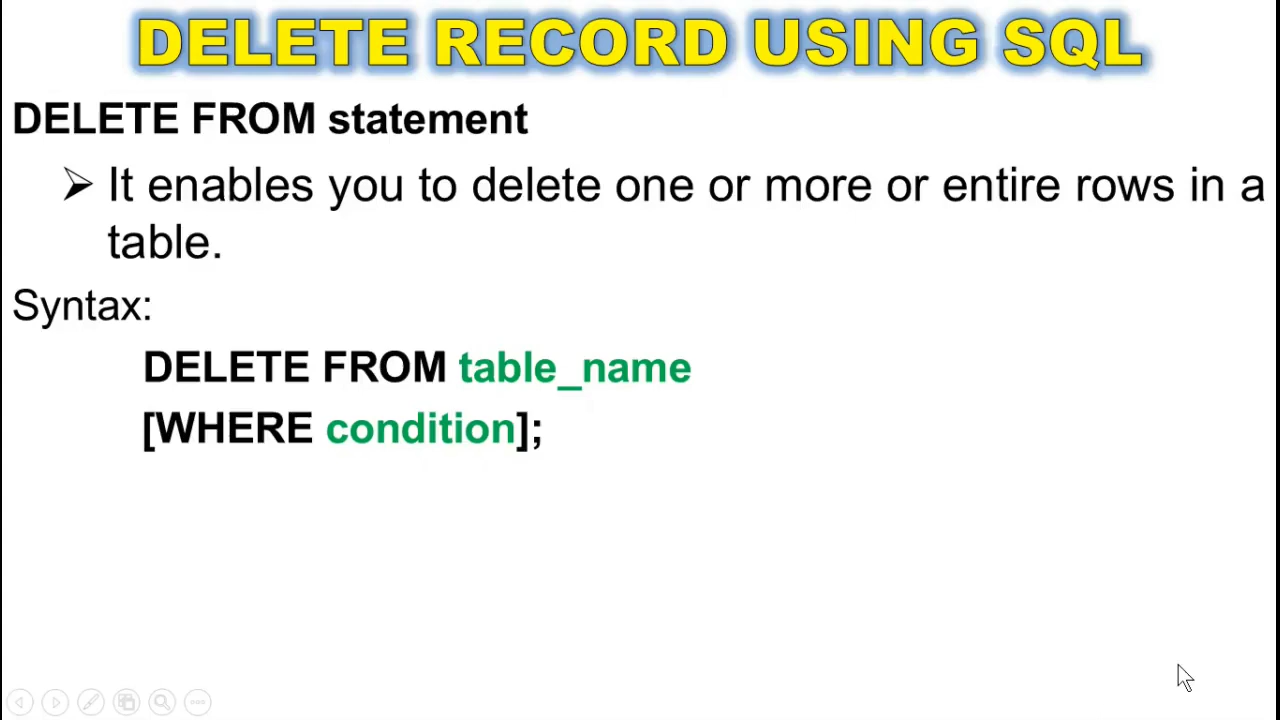 DELETE RECORD USING SQL
DELETE FROM statement
It enables you to delete one or more or entire rows in a
table.
Syntax:
DELETE FROM table_name
[WHERE condition];